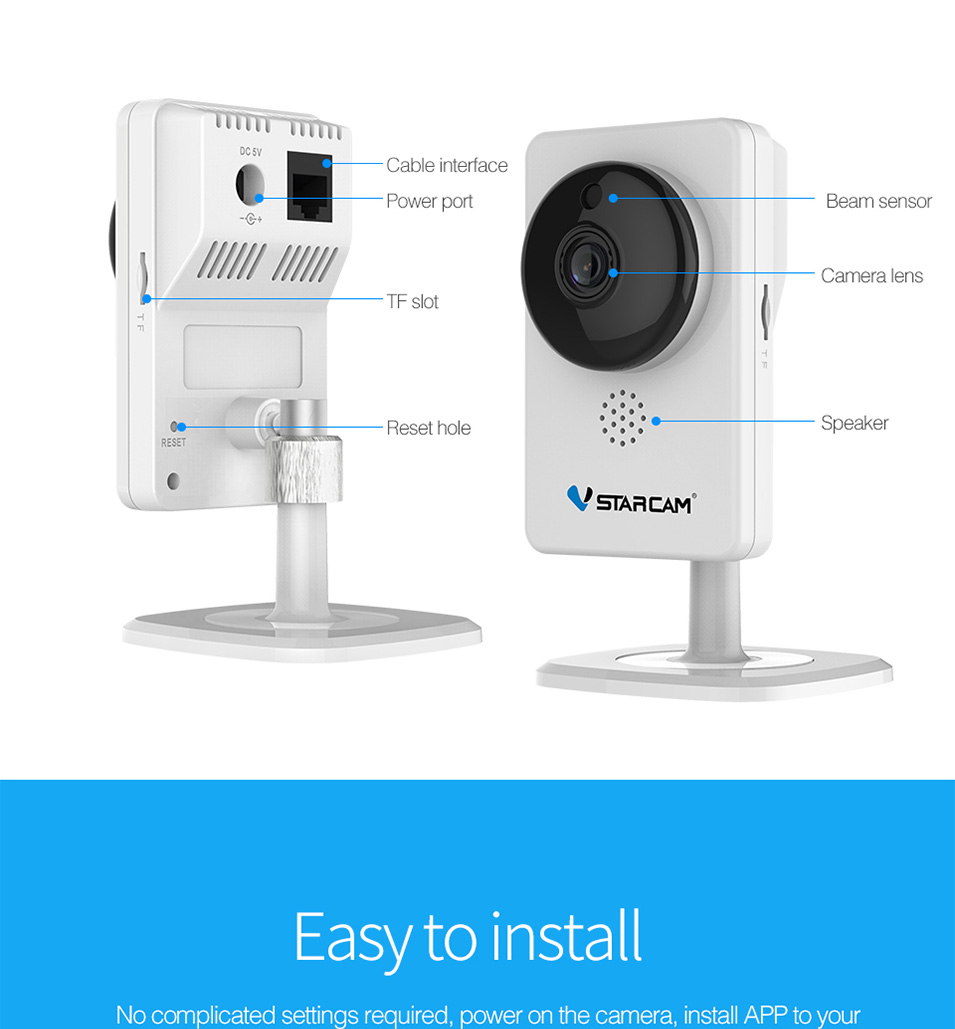 DC 5V
Cable interface
Power port
Beam sensor
Camera lens
TF slot
TF
TF
Speaker
Reset hole
RESET
VSTARCAM®
Easy to install
No complicated settings required, power on the camera, install APP to your